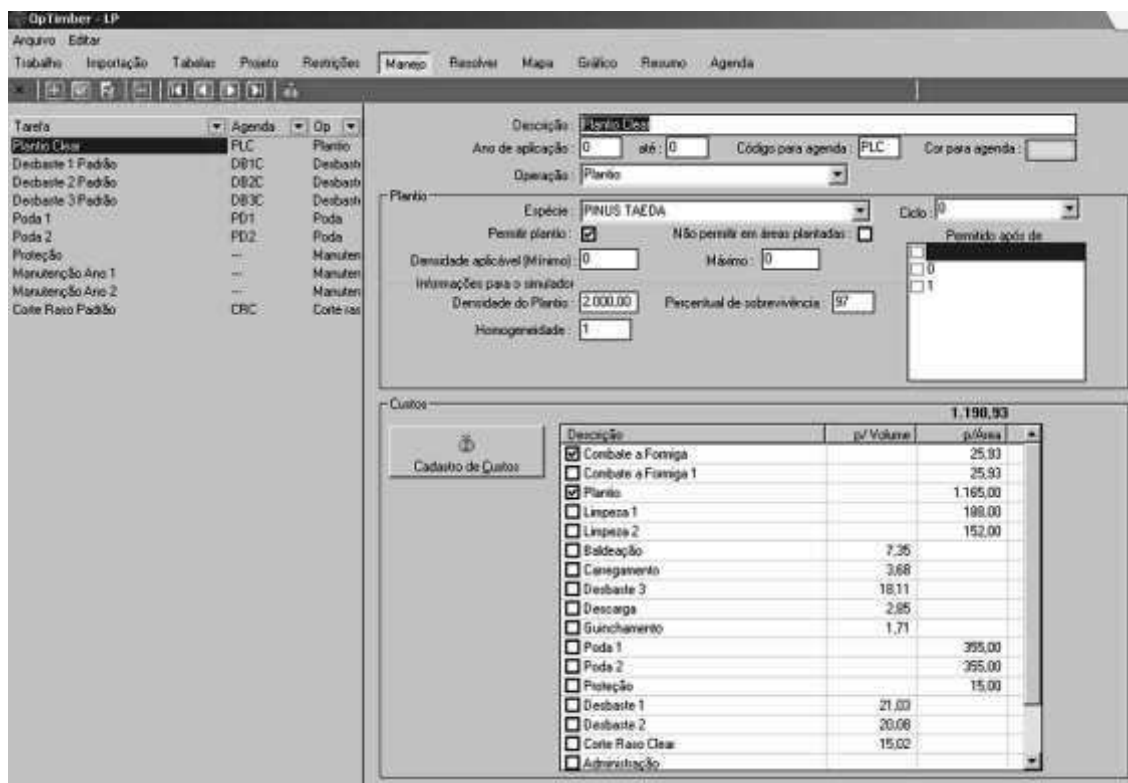 OpTimber - LP
Arquivo Editar
Trabalho Importação Tabelas Projeto Restrições Manejo Resolver Mapa Gráfico Resumo Agenda
Tarefa Agenda Op
Plantio Clear PLC Plantio
Desbaste 1 Padrão DB1C Desbast
Desbaste 2 Padrão DB2C Desbast
Desbaste 3 Padrão DB3C Desbast
Poda 1 PD1 Poda
Poda 2 PD2 Poda
Proteção --- Manuten
Manutenção Ano 1 --- Manuten
Manutenção Ano 2 --- Manuten
Corte Raso Padrão CRC Corte ras
Descrição : Plantio Clear
Ano de aplicação : 0 até : 0 Código para agenda : PLC Cor para agenda :
Operação : Plantio
Plantio
Espécie : PINUS TAEDA Ciclo : 0
Permitir plantio : Não permitir em áreas plantadas : Permitido após de
Densidade aplicável (Mínimo) : 0 Máximo : 0
0
1
Informações para o simulador
Densidade do Plantio : 2.000,00 Percentual de sobrevivência : 97
Homogeneidade : 1
Custos
1.190,93
Cadastro de Custos
Descrição p/ Volume p/Área
Combate a Formiga 25,93
Combate a Formiga 1 25,93
Plantio 1.165,00
Limpeza 1 188,00
Limpeza 2 152,00
Baldeação 7,35
Carregamento 3,68
Desbaste 3 18,11
Descarga 2,85
Guinchamento 1,71
Poda 1 355,00
Poda 2 355,00
Proteção 15,00
Desbaste 1 21,03
Desbaste 2 20,08
Corte Raso Clear 15,02
Administração